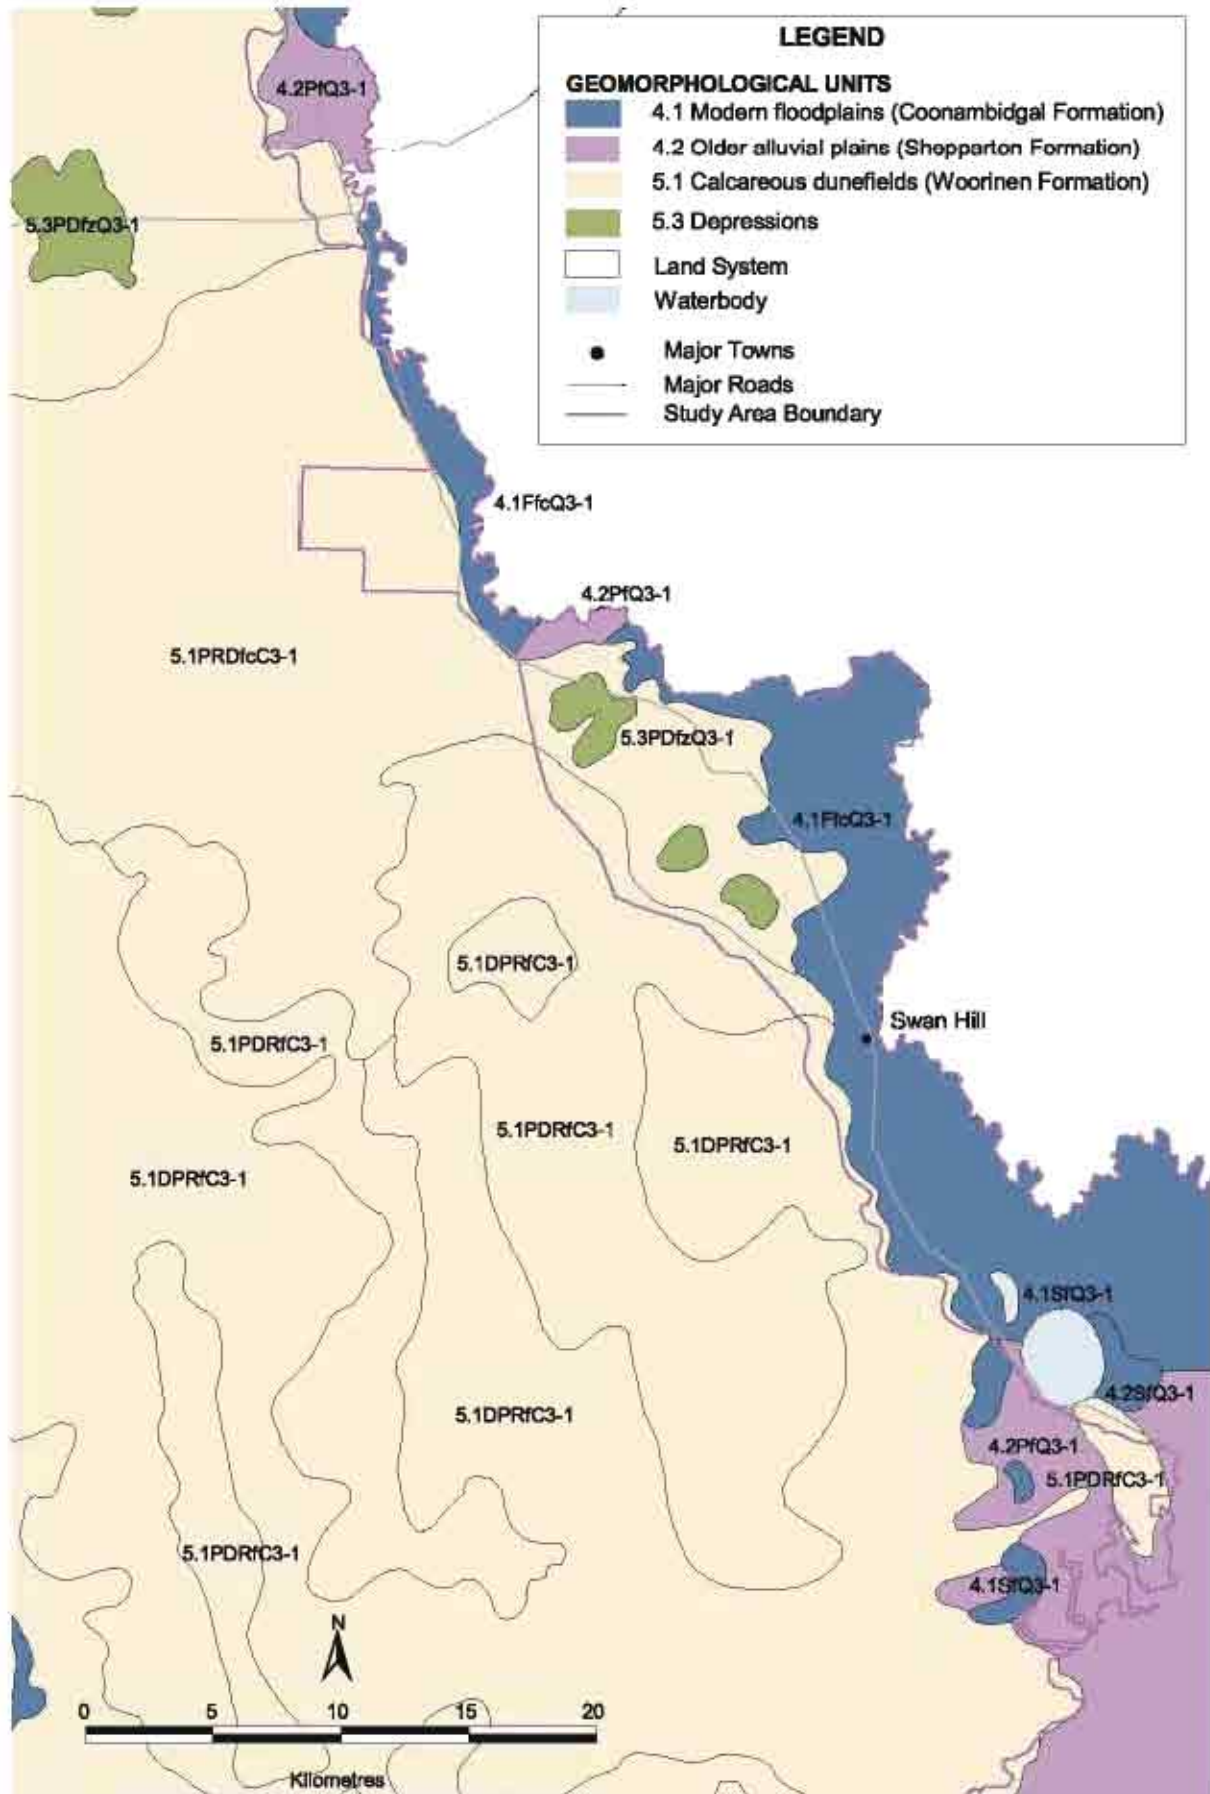 LEGEND
GEOMORPHOLOGICAL UNITS
4.1 Modern floodplains (Coonambidgal Formation)
4.2 Older alluvial plains (Shepparton Formation)
5.1 Calcareous dunefields (Woorinen Formation)
5.3 Depressions
Land System
Waterbody
Major Towns
Major Roads
Study Area Boundary
4.2PfQ3-1
5.3PDfzQ3-1
4.1FfcQ3-1
4.2PfQ3-1
5.1PRDfcC3-1
5.3PDfzQ3-1
4.1FfcQ3-1
5.1DPRfC3-1
Swan Hill
5.1PDRfC3-1
5.1PDRfC3-1
5.1DPRfC3-1
5.1DPRfC3-1
4.1SfQ3-1
4.2SfQ3-1
5.1DPRfC3-1
4.2PfQ3-1
5.1PDRfC3-1
5.1PDRfC3-1
4.1SfQ3-1
N
0 5 10 15 20
Kilometres